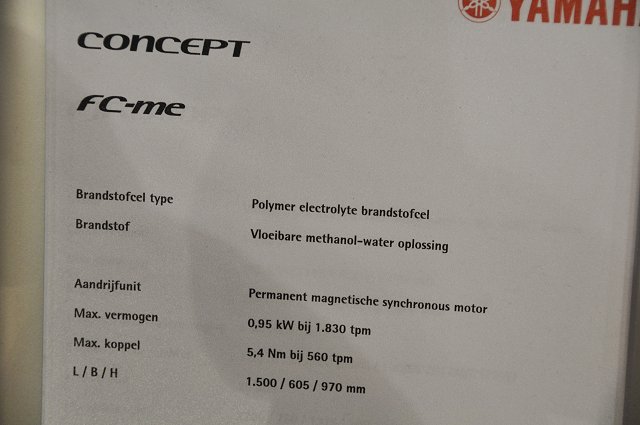 YAMAHA
CONCEPT
FC-me
Brandstofcel type Polymer electrolyte brandstofcel
Brandstof Vloeibare methanol-water oplossing
Aandrijfunit Permanent magnetische synchronous motor
Max. vermogen 0,95 kW bij 1.830 tpm
Max. koppel 5,4 Nm bij 560 tpm
L / B / H 1.500 / 605 / 970 mm